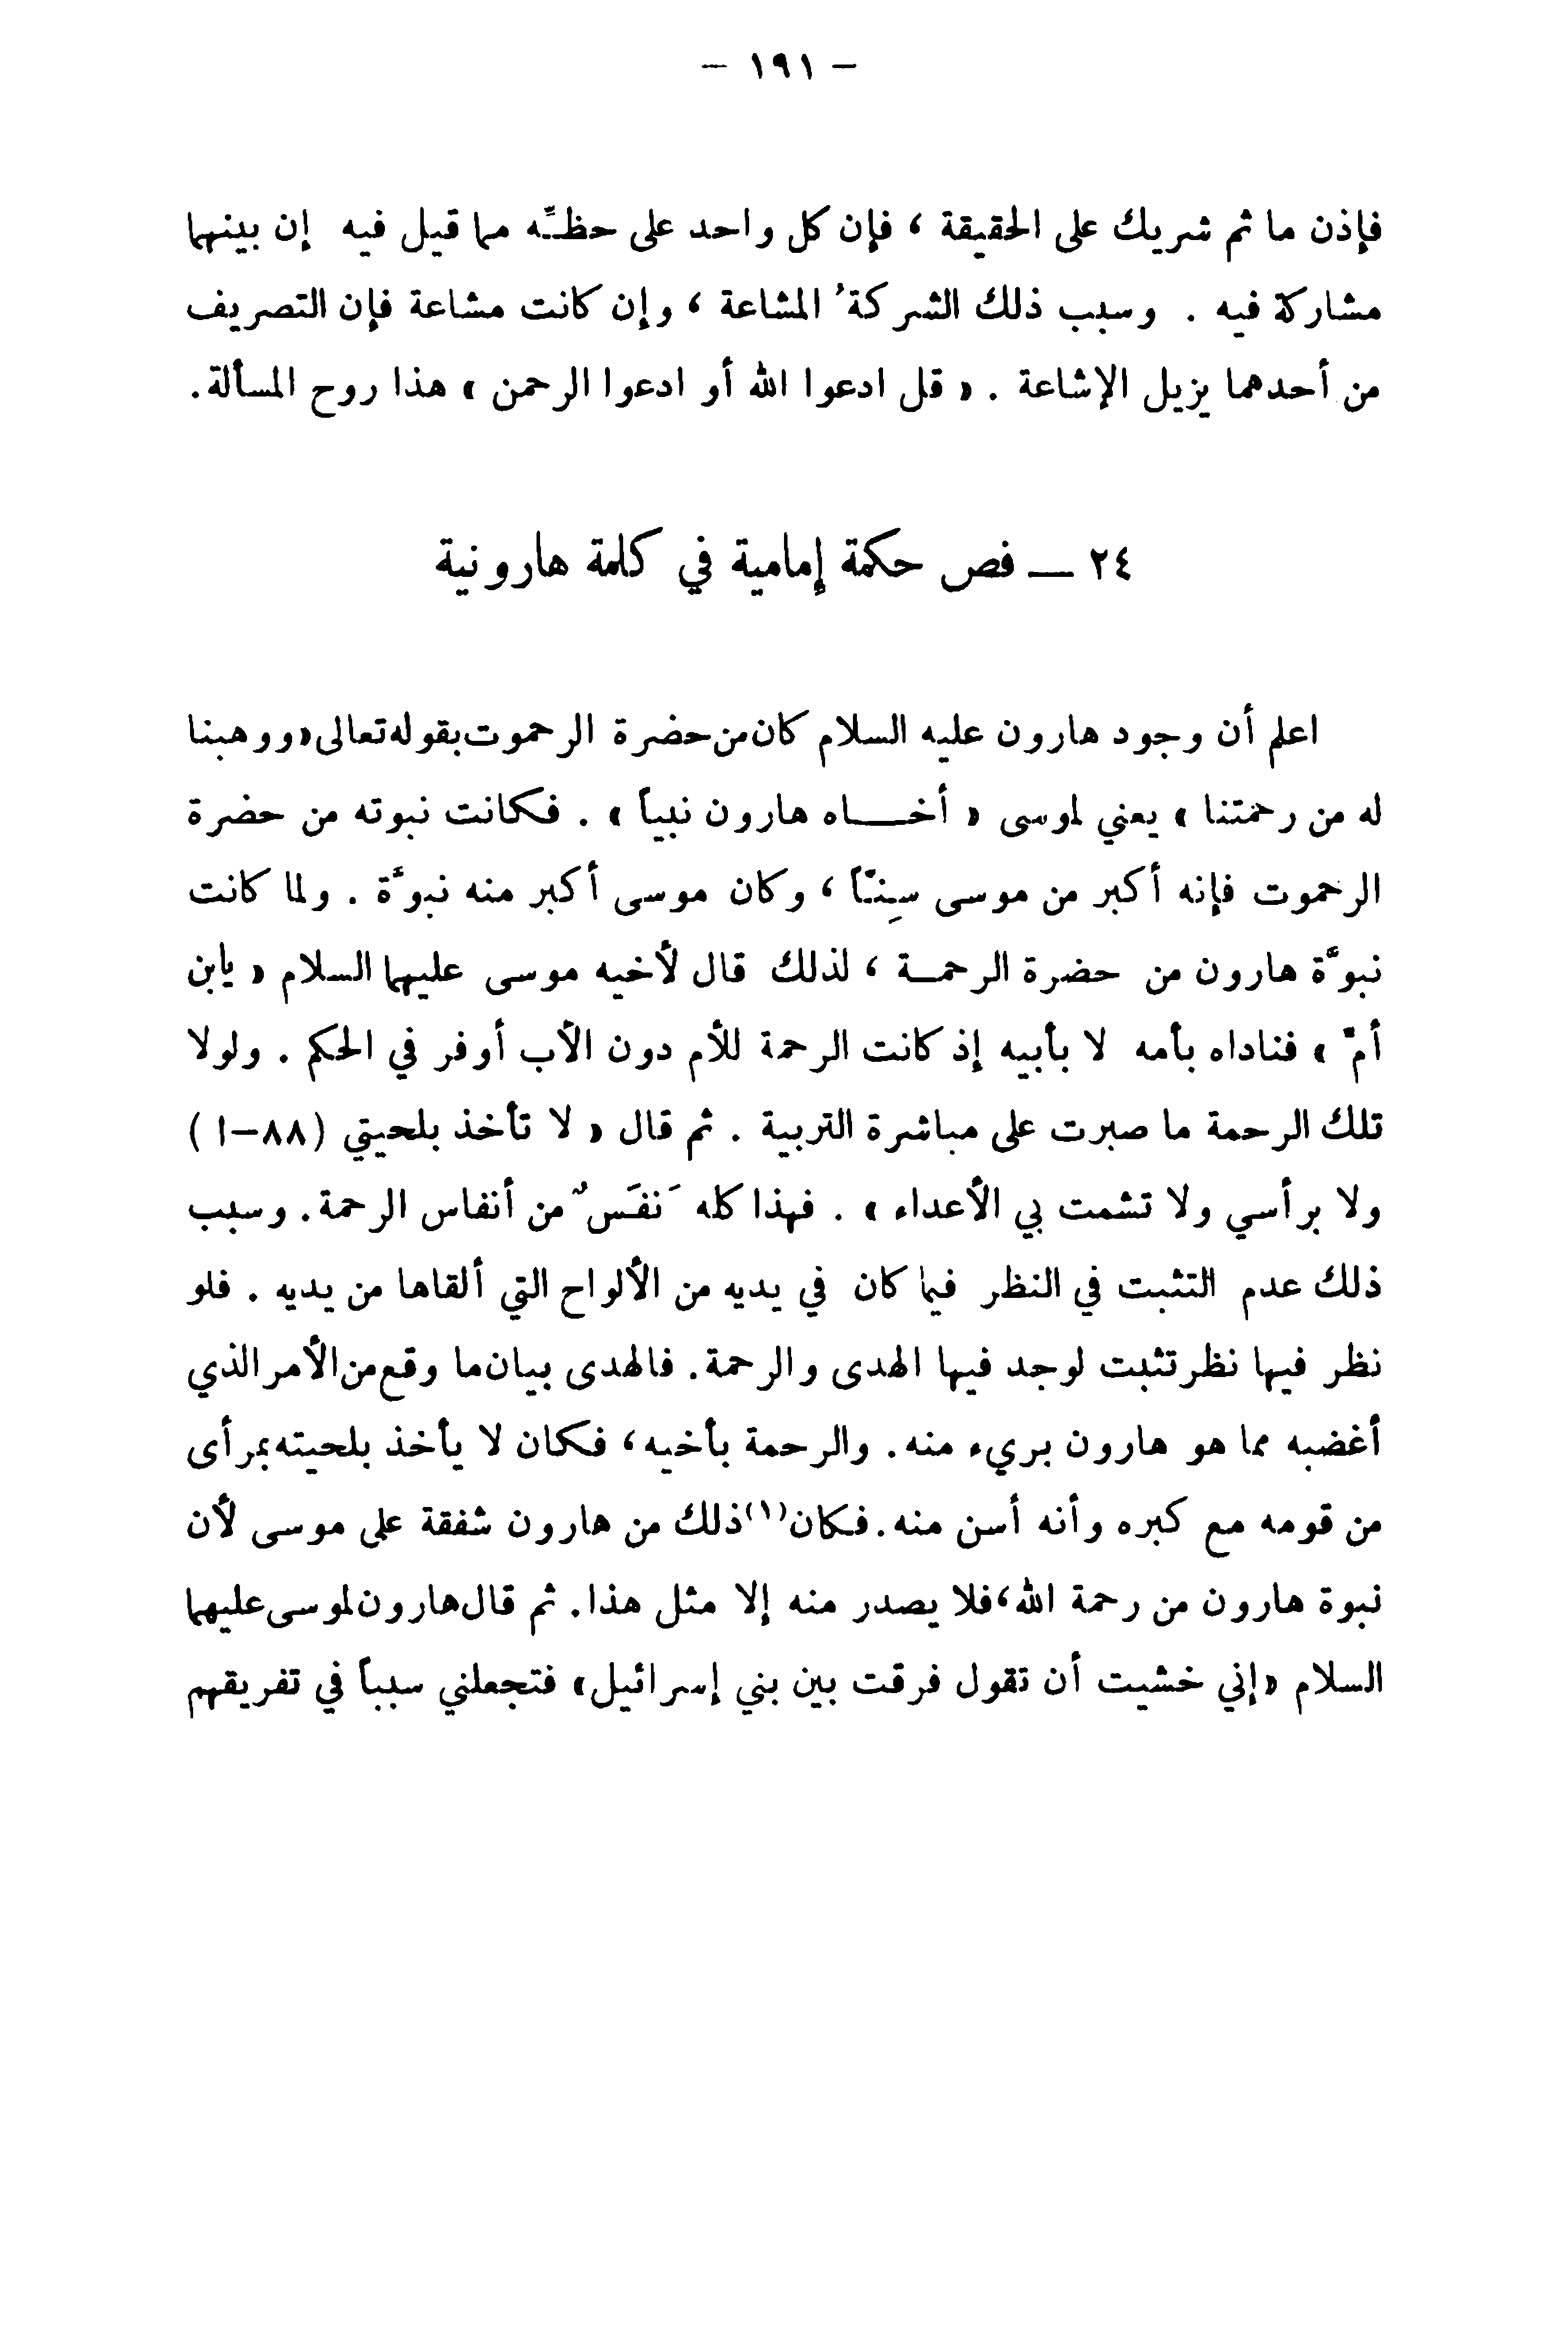 – ١٩١ –
فإذن ما ثم شريك على الحقيقة ، فإن كل واحد على حظِّه مما قيل فيه إن بينهما
مشاركة فيه . وسبب ذلك الشركةُ المشاعة ، وإن كانت مشاعة فإن التصريف
من أحدهما يزيل الإشاعة . « قل ادعوا الله أو ادعوا الرحمن » هذا روح المسألة.
٢٤ — فص حكمة إمامية في كلمة هارونية
اعلم أن وجود هارون عليه السلام كان من حضرة الرحموت بقوله تعالى «ووهبنا
له من رحمتنا » يعني لموسى « أخـــاه هارون نبياً » . فكانت نبوته من حضرة
الرحموت فإنه أكبر من موسى سِنـًّا ، وكان موسى أكبر منه نبوَّة . ولما كانت
نبوَّة هارون من حضرة الرحمـة ، لذلك قال لأخيه موسى عليهما السلام « يابن
أمَّ » فناداه بأمه لا بأبيه إذ كانت الرحمة للأم دون الأب أوفر في الحكم . ولولا
تلك الرحمة ما صبرت على مباشرة التربية . ثم قال « لا تأخذ بلحيتي (٨٨–ا )
ولا برأسي ولا تشمت بي الأعداء » . فهذا كله نَفَسٌ من أنفاس الرحمة. وسبب
ذلك عدم التثبت في النظر فيما كان في يديه من الألواح التي ألقاها من يديه . فلو
نظر فيها نظر تثبت لوجد فيها الهدى والرحمة. فالهدى بيان ما وقع من الأمر الذي
أغضبه مما هو هارون بريء منه. والرحمة بأخيه، فكان لا يأخذ بلحيته بمرأى
من قومه مع كبره وأنه أسن منه. فكان(١) ذلك من هارون شفقة على موسى لأن
نبوة هارون من رحمة الله، فلا يصدر منه إلا مثل هذا. ثم قال هارون لموسى عليهما
السلام «إني خشيت أن تقول فرقت بين بني إسرائيل» فتجعلني سبباً في تفريقهم